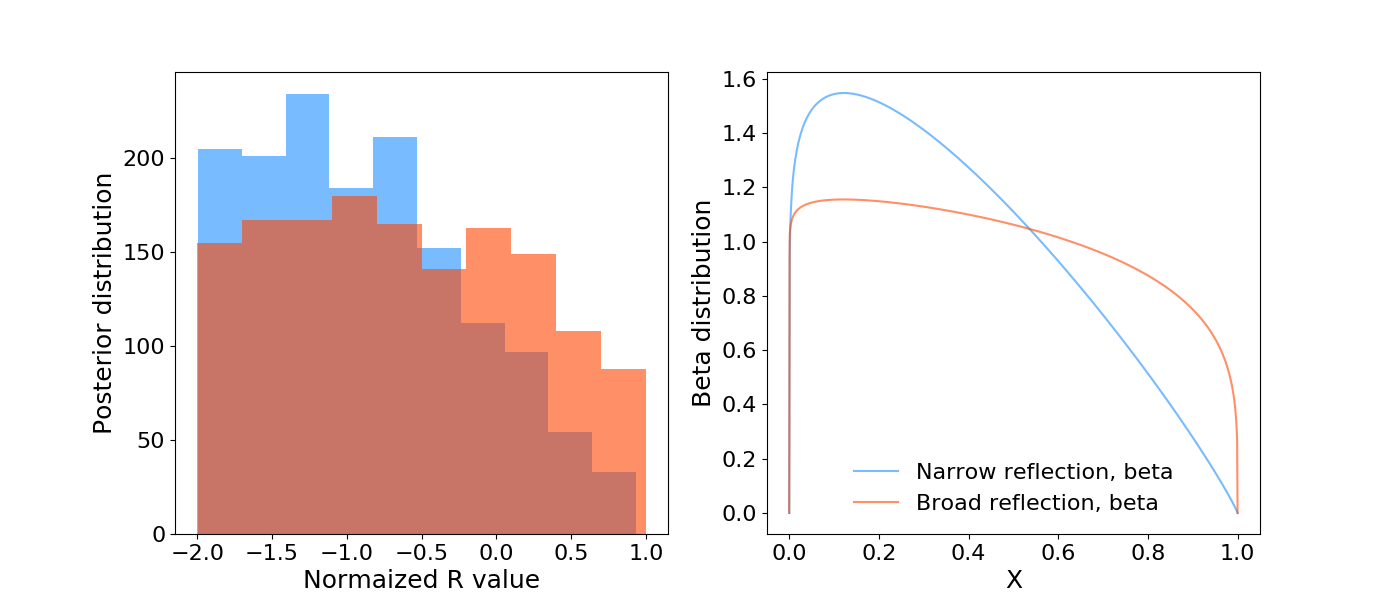 Posterior distribution
200
150
100
50
0
−2.0 −1.5 −1.0 −0.5 0.0 0.5 1.0
Normaized R value
Beta distribution
1.6
1.4
1.2
1.0
0.8
0.6
0.4
0.2
0.0
Narrow reflection, beta
Broad reflection, beta
0.0 0.2 0.4 0.6 0.8 1.0
X